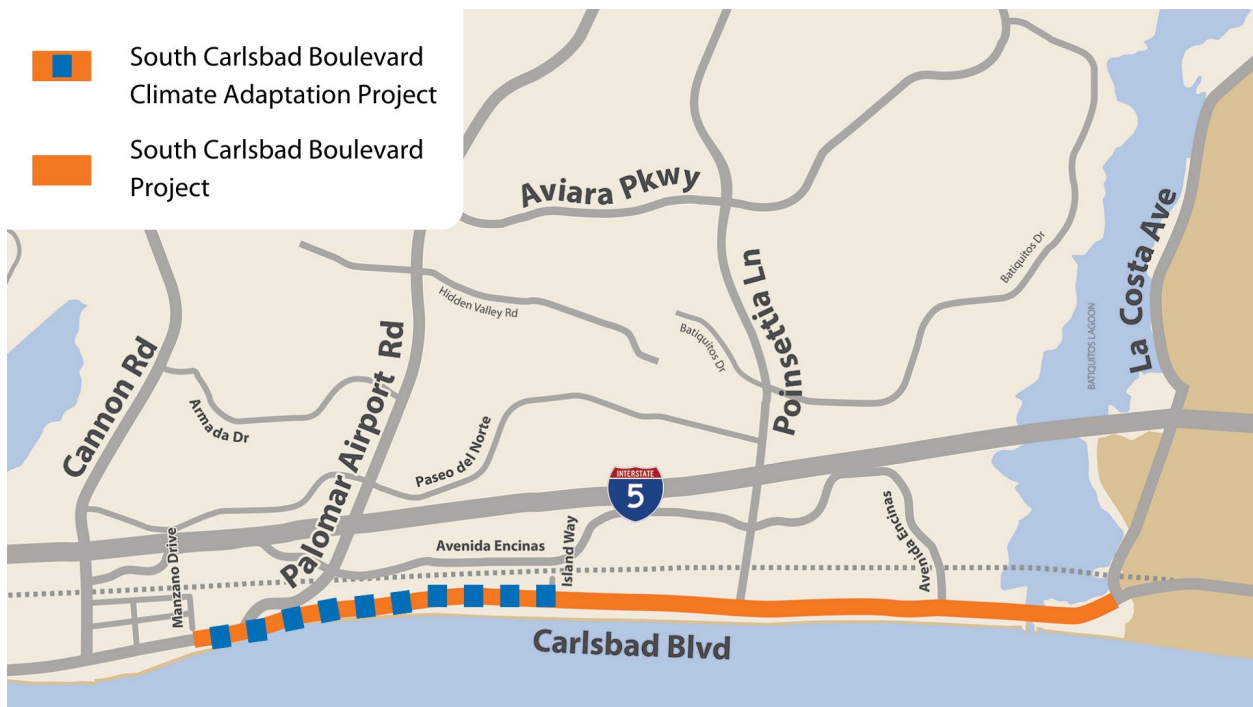 South Carlsbad Boulevard
Climate Adaptation Project
South Carlsbad Boulevard
Project
Aviara Pkwy
Cannon Rd
Armada Dr
Palomar Airport Rd
Hidden Valley Rd
Paseo del Norte
Batiquitos Dr
Poinsettia Ln
Batiquitos Dr
BATIQUITOS LAGOON
La Costa Ave
INTERSTATE
5
Manzano Drive
Avenida Encinas
Island Way
Avenida Encinas
Carlsbad Blvd